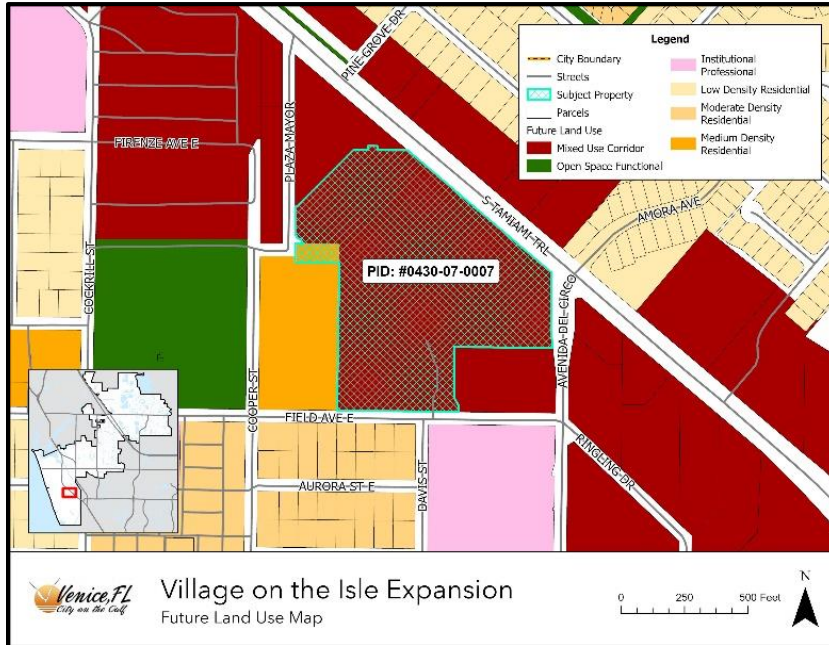 PINE GROVE DR
FIRENZE AVE E
PLAZA MAYOR
S TAMIAMI TRL
AMORA AVE
COCKRILL ST
PID: #0430-07-0007
AVENIDA DEL CIRCO
COOPER ST
FIELD AVE E
AURORA ST E
DAVIS ST
RINGLING DR
Legend
City Boundary
Streets
Subject Property
Parcels
Future Land Use
Mixed Use Corridor
Open Space Functional
Institutional
Professional
Low Density Residential
Moderate Density
Residential
Medium Density
Residential
Venice, FL
City on the Gulf
Village on the Isle Expansion
Future Land Use Map
0 250 500 Feet
N